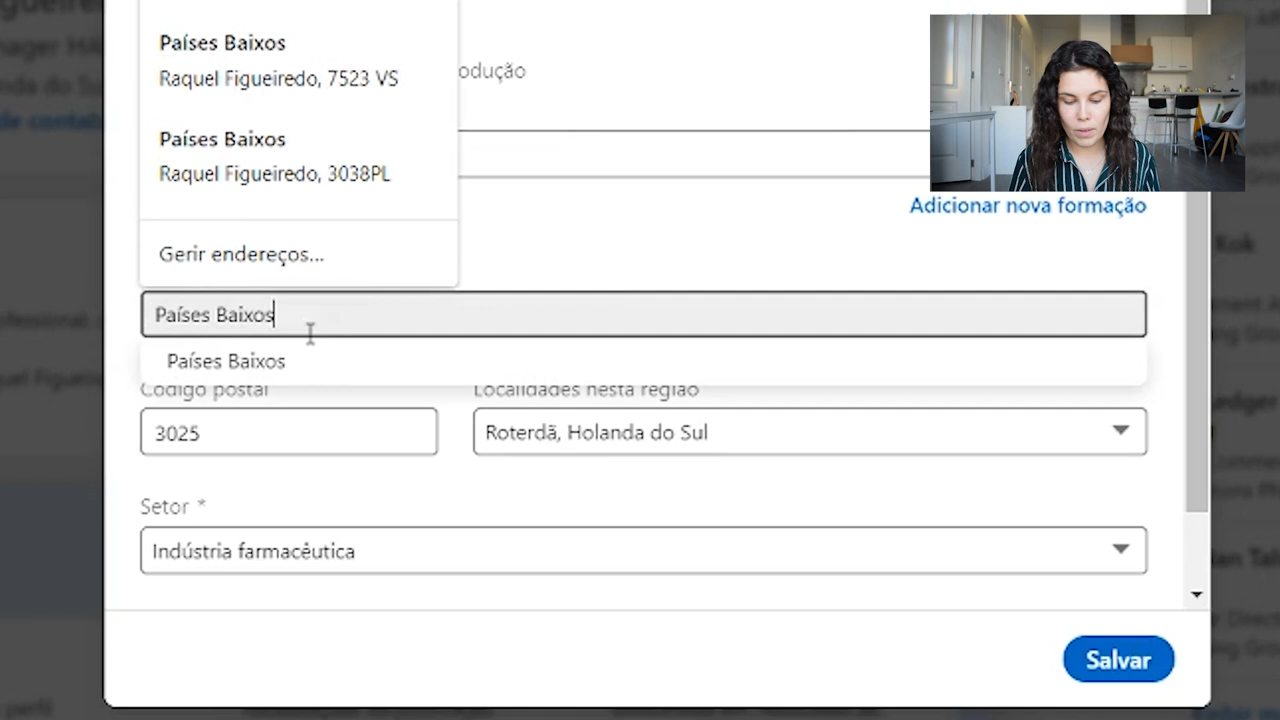 Países Baixos
Raquel Figueiredo, 7523 VS
odução
Países Baixos
Raquel Figueiredo, 3038PL
Adicionar nova formação
Gerir endereços...
Países Baixos
Países Baixos
Código postal
Localidades nesta região
3025
Roterdã, Holanda do Sul
Setor *
Indústria farmacêutica
Salvar